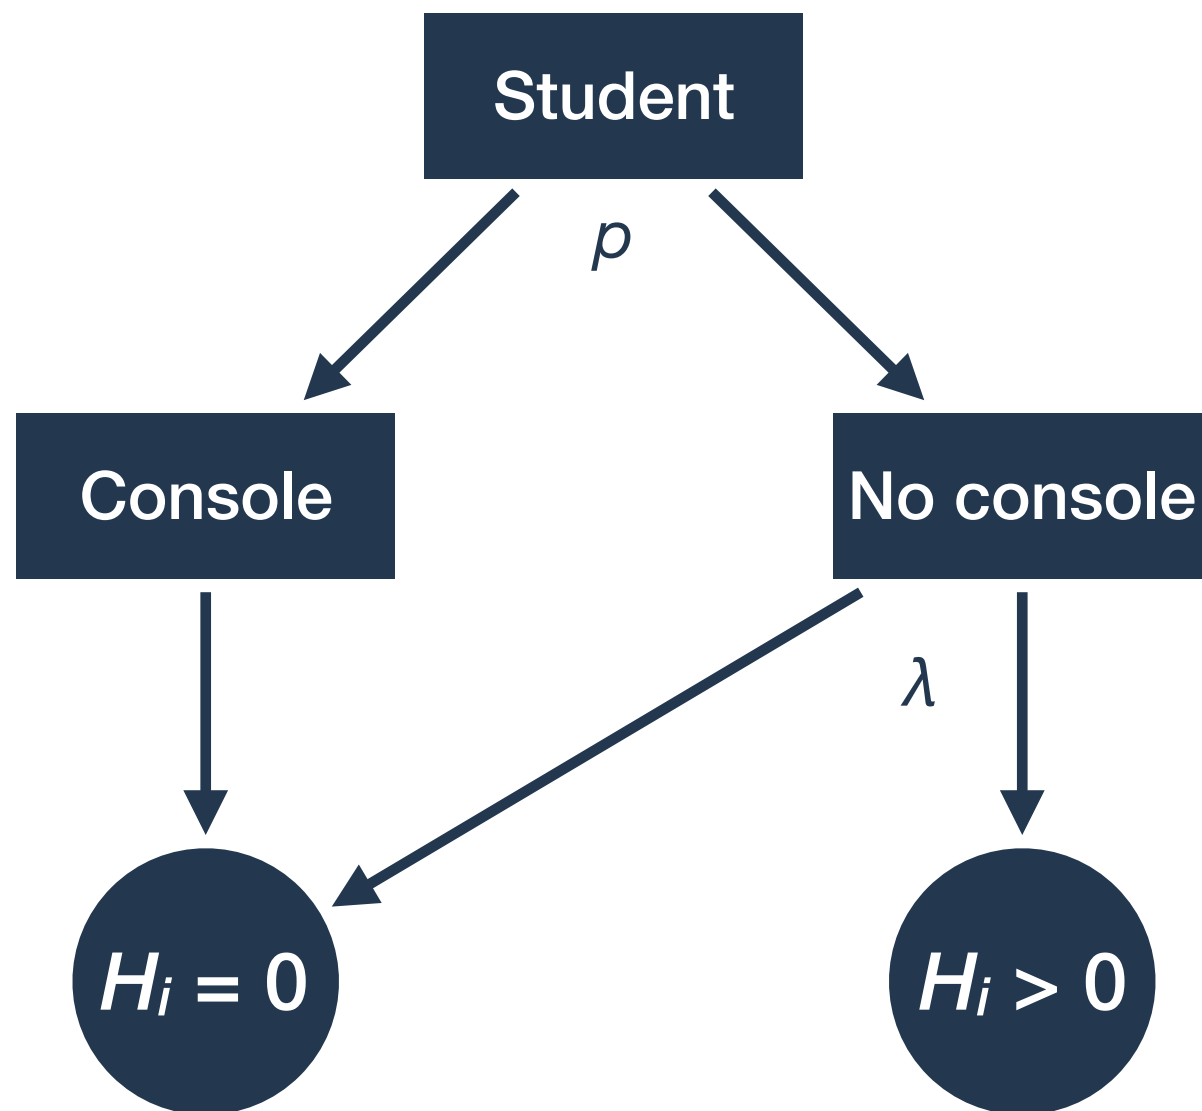 Student
p
Console
No console
λ
Hᵢ = 0
Hᵢ > 0